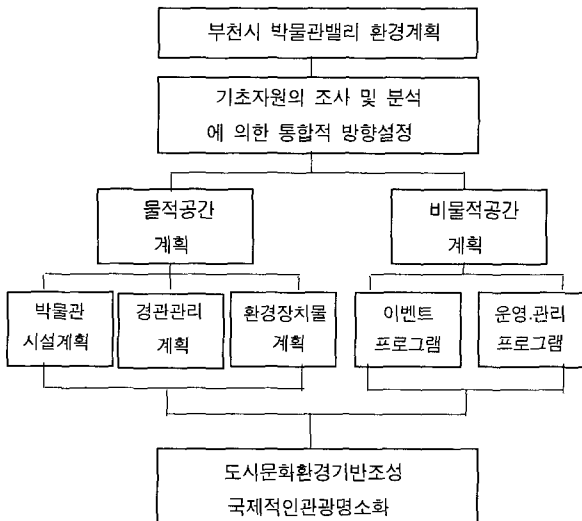 부천시 박물관밸리 환경계획
기초자원의 조사 및 분석
에 의한 통합적 방향설정
물적공간
계획
비물적공간
계획
박물관
시설계획
경관관리
계획
환경장치물
계획
이벤트
프로그램
운영.관리
프로그램
도시문화환경기반조성
국제적인관광명소화